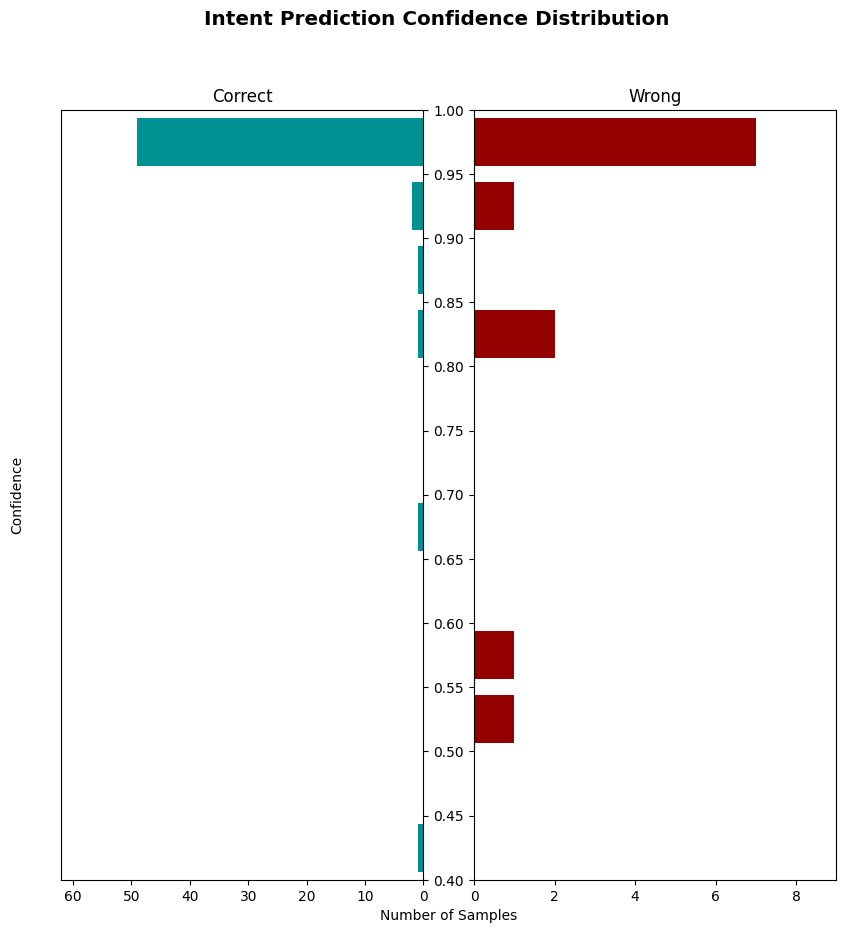 Intent Prediction Confidence Distribution
Correct
Wrong
1.00
0.95
0.90
0.85
0.80
0.75
0.70
0.65
0.60
0.55
0.50
0.45
0.40
Confidence
60 50 40 30 20 10 0
0 2 4 6 8
Number of Samples